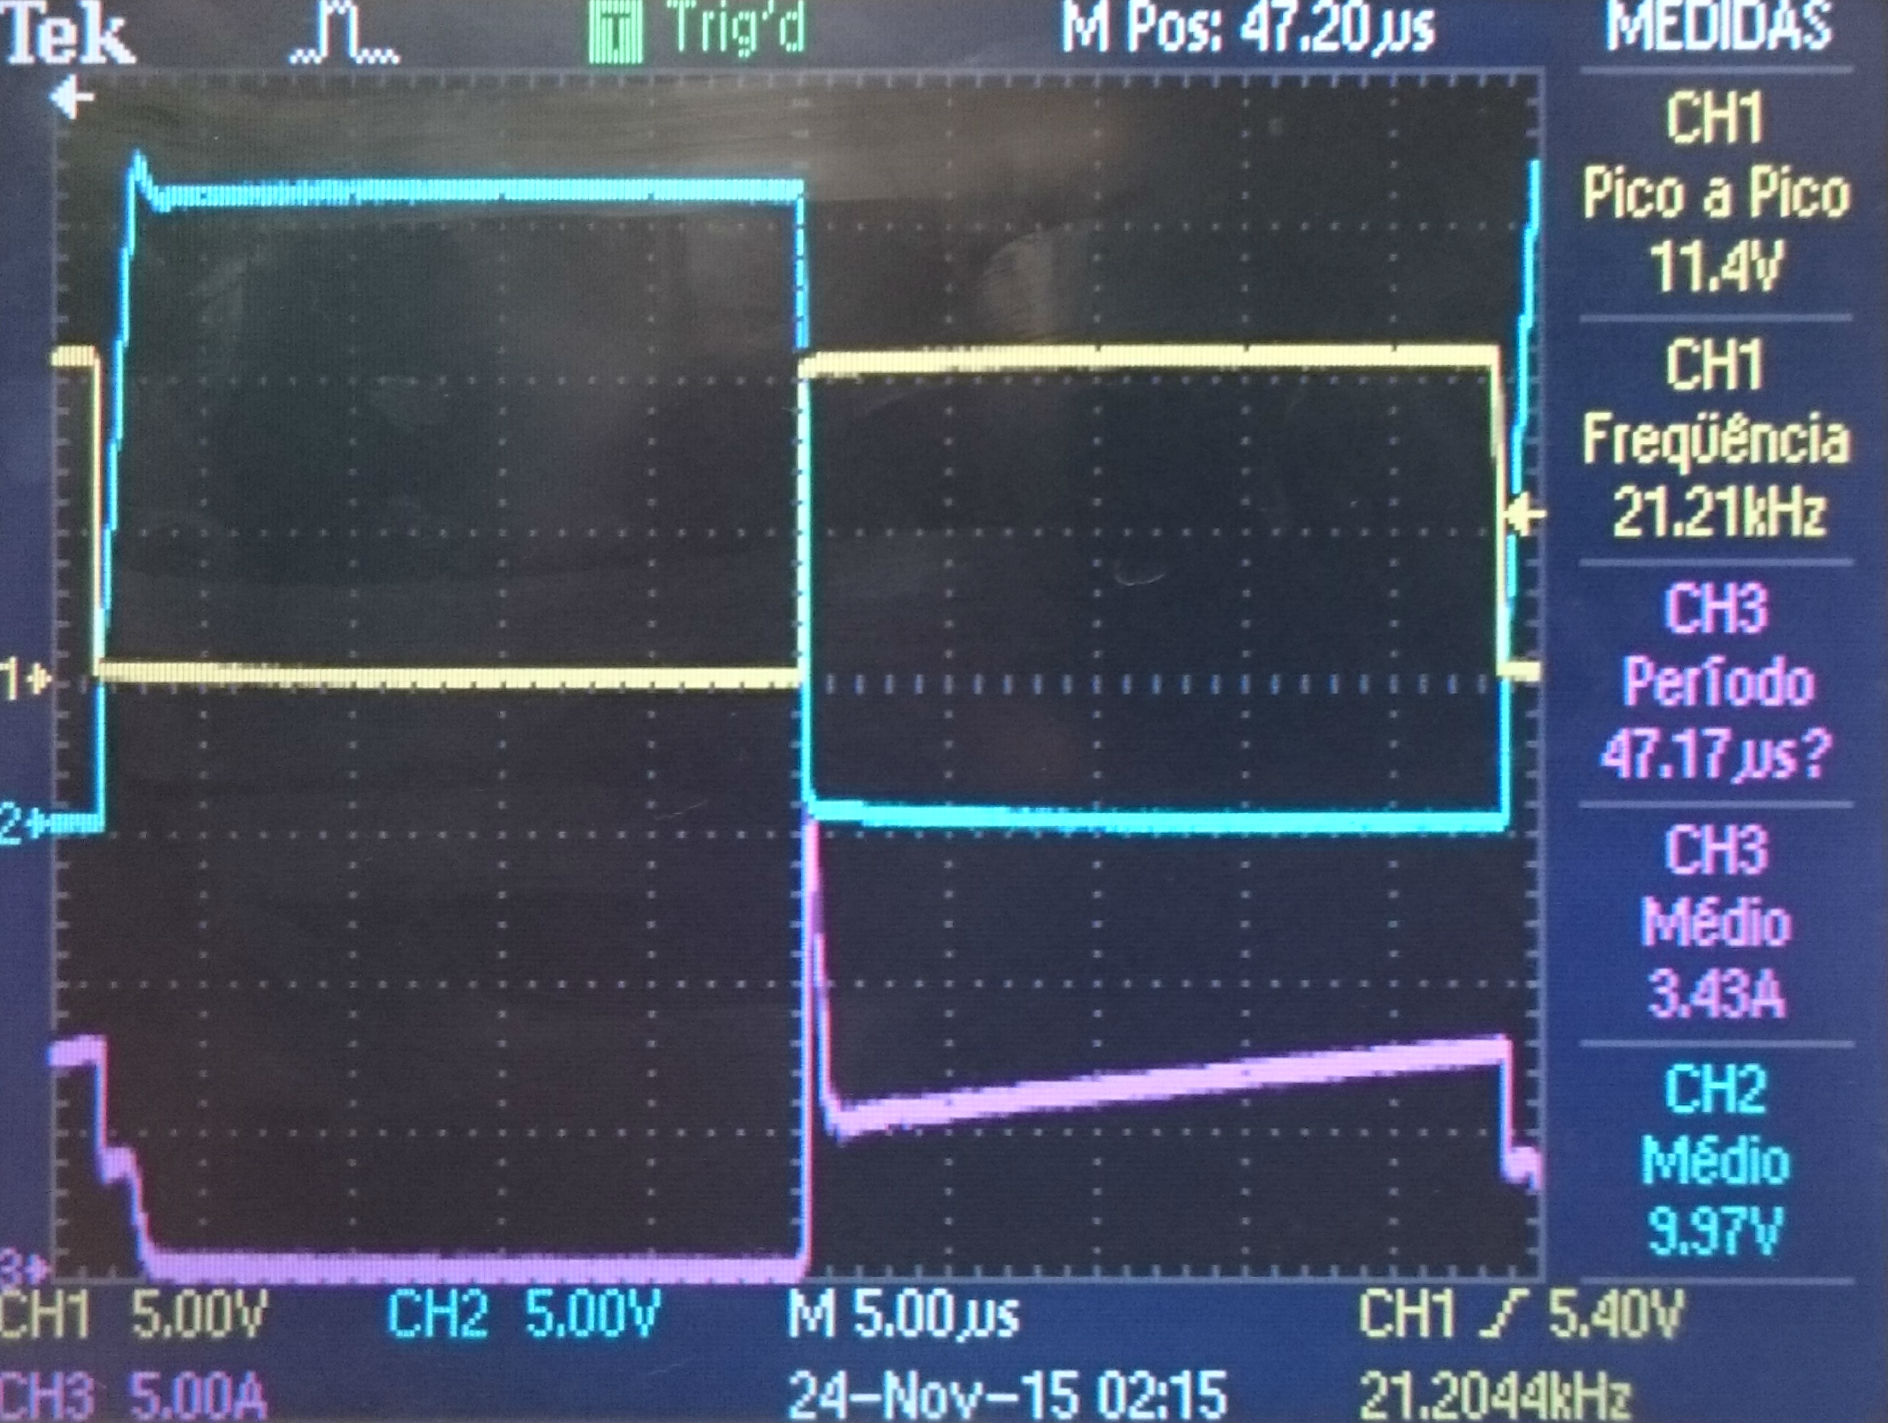 Tek T Trig'd M Pos: 47.20µs MEDIDAS
CH1
Pico a Pico
11.4V
CH1
Freqüência
21.21kHz
1
CH3
Período
47.17µs?
2
CH3
Médio
3.43A
CH2
Médio
9.97V
3
CH1 5.00V CH2 5.00V M 5.00µs CH1 5.40V
CH3 5.00A 24-Nov-15 02:15 21.2044kHz